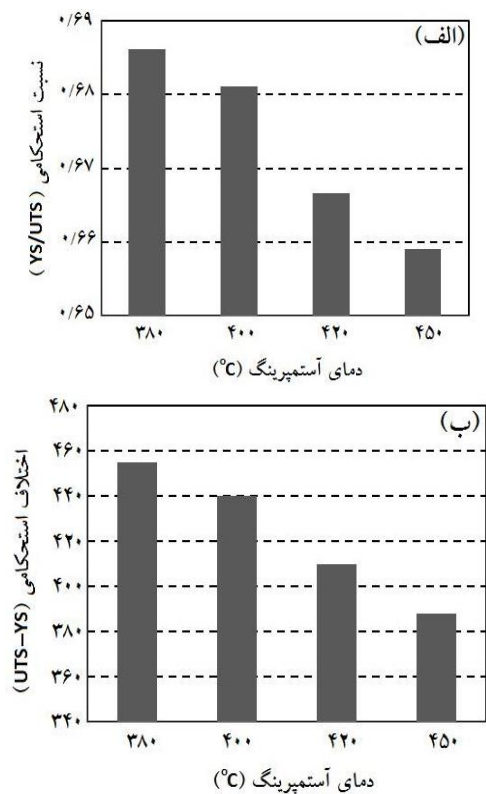 (الف)
۰/۶۹
۰/۶۸
۰/۶۷
۰/۶۶
۰/۶۵
نسبت استحکامی (YS/UTS)
۳۸۰ ۴۰۰ ۴۲۰ ۴۵۰
دمای آستمپرینگ (°C)
(ب)
۴۸۰
۴۶۰
۴۴۰
۴۲۰
۴۰۰
۳۸۰
۳۶۰
۳۴۰
اختلاف استحکامی (UTS–YS)
۳۸۰ ۴۰۰ ۴۲۰ ۴۵۰
دمای آستمپرینگ (°C)